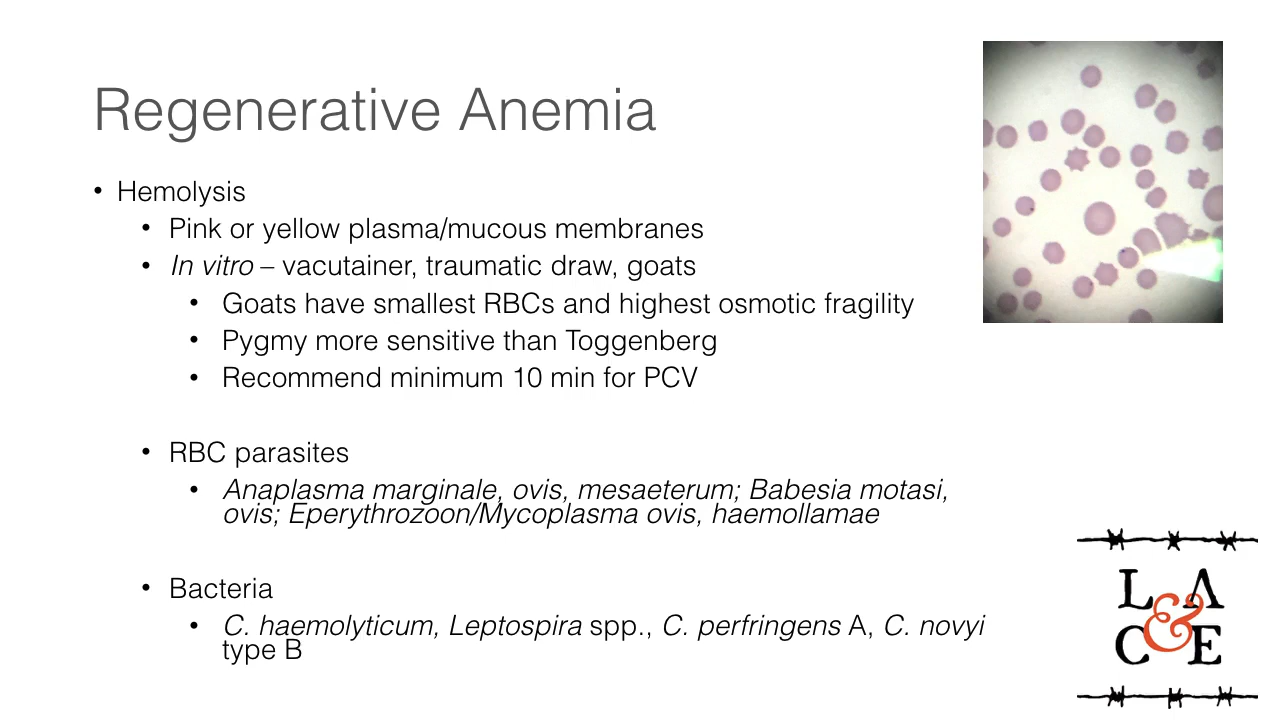 Regenerative Anemia
• Hemolysis
• Pink or yellow plasma/mucous membranes
• In vitro – vacutainer, traumatic draw, goats
• Goats have smallest RBCs and highest osmotic fragility
• Pygmy more sensitive than Toggenberg
• Recommend minimum 10 min for PCV
• RBC parasites
• Anaplasma marginale, ovis, mesaeterum; Babesia motasi,
ovis; Eperythrozoon/Mycoplasma ovis, haemollamae
• Bacteria
• C. haemolyticum, Leptospira spp., C. perfringens A, C. novyi
type B
L A
&
C E